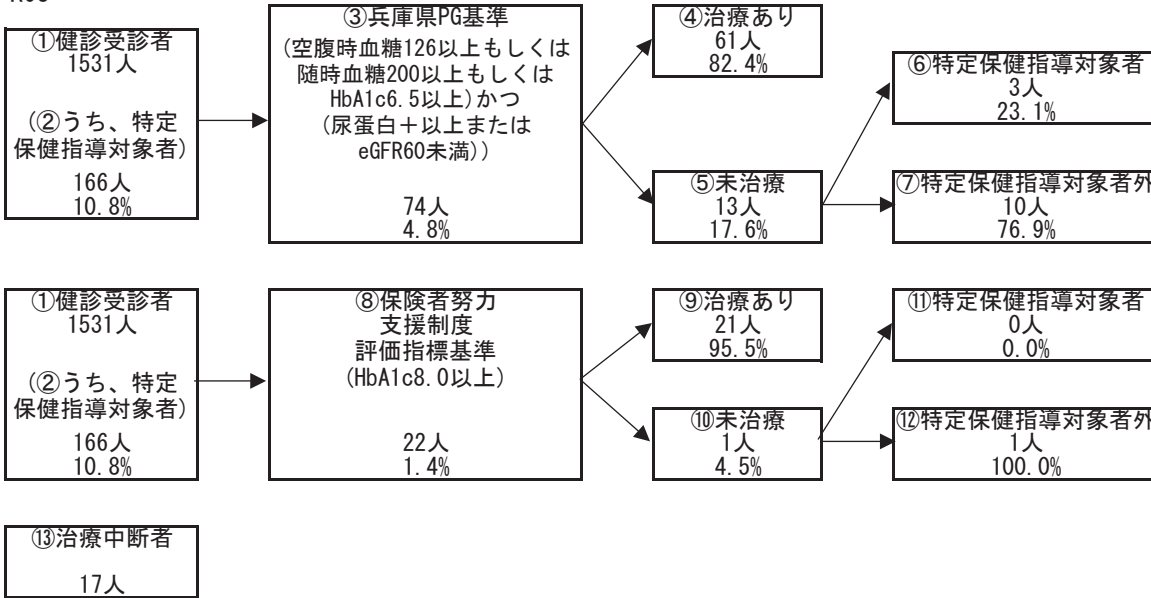 ①健診受診者
1531人
(②うち、特定
保健指導対象者)
166人
10.8%
③兵庫県PG基準
(空腹時血糖126以上もしくは
随時血糖200以上もしくは
HbA1c6.5以上)かつ
(尿蛋白+以上または
eGFR60未満))
74人
4.8%
④治療あり
61人
82.4%
⑤未治療
13人
17.6%
⑥特定保健指導対象者
3人
23.1%
⑦特定保健指導対象者外
10人
76.9%
①健診受診者
1531人
(②うち、特定
保健指導対象者)
166人
10.8%
⑧保険者努力
支援制度
評価指標基準
(HbA1c8.0以上)
22人
1.4%
⑨治療あり
21人
95.5%
⑩未治療
1人
4.5%
⑪特定保健指導対象者
0人
0.0%
⑫特定保健指導対象者外
1人
100.0%
⑬治療中断者
17人